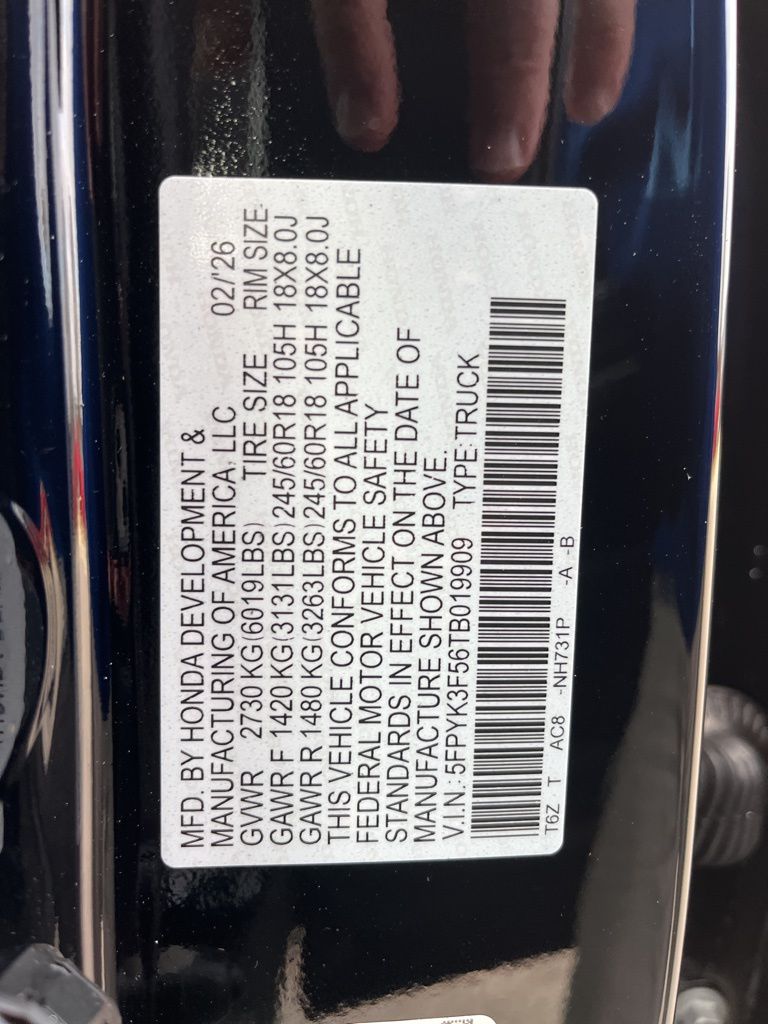 MFD. BY HONDA DEVELOPMENT &
MANUFACTURING OF AMERICA, LLC 02/'26
GVWR 2730 KG(6019LBS) TIRE SIZE RIM SIZE
GAWR F 1420 KG(3131LBS)245/60R18 105H 18X8.0J
GAWR R 1480 KG(3263LBS)245/60R18 105H 18X8.0J
THIS VEHICLE CONFORMS TO ALL APPLICABLE
FEDERAL MOTOR VEHICLE SAFETY
STANDARDS IN EFFECT ON THE DATE OF
MANUFACTURE SHOWN ABOVE.
V.I.N.:5FPYK3F56TB019909 TYPE:TRUCK
T6Z T AC8 -NH731P -A -B